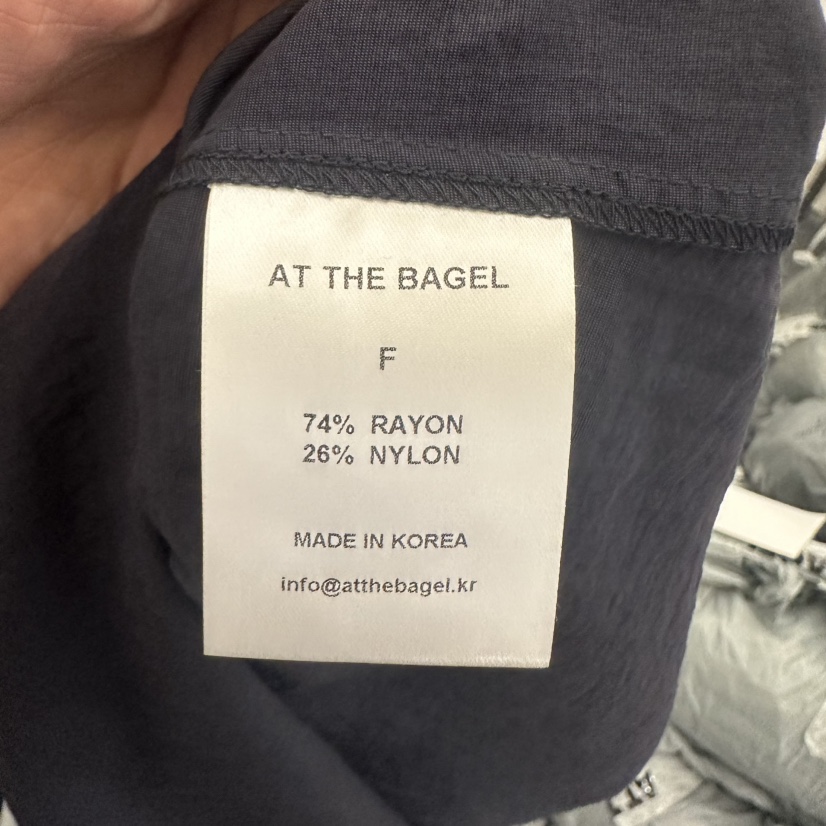 AT THE BAGEL
F
74% RAYON
26% NYLON
MADE IN KOREA
info@atthebagel.kr